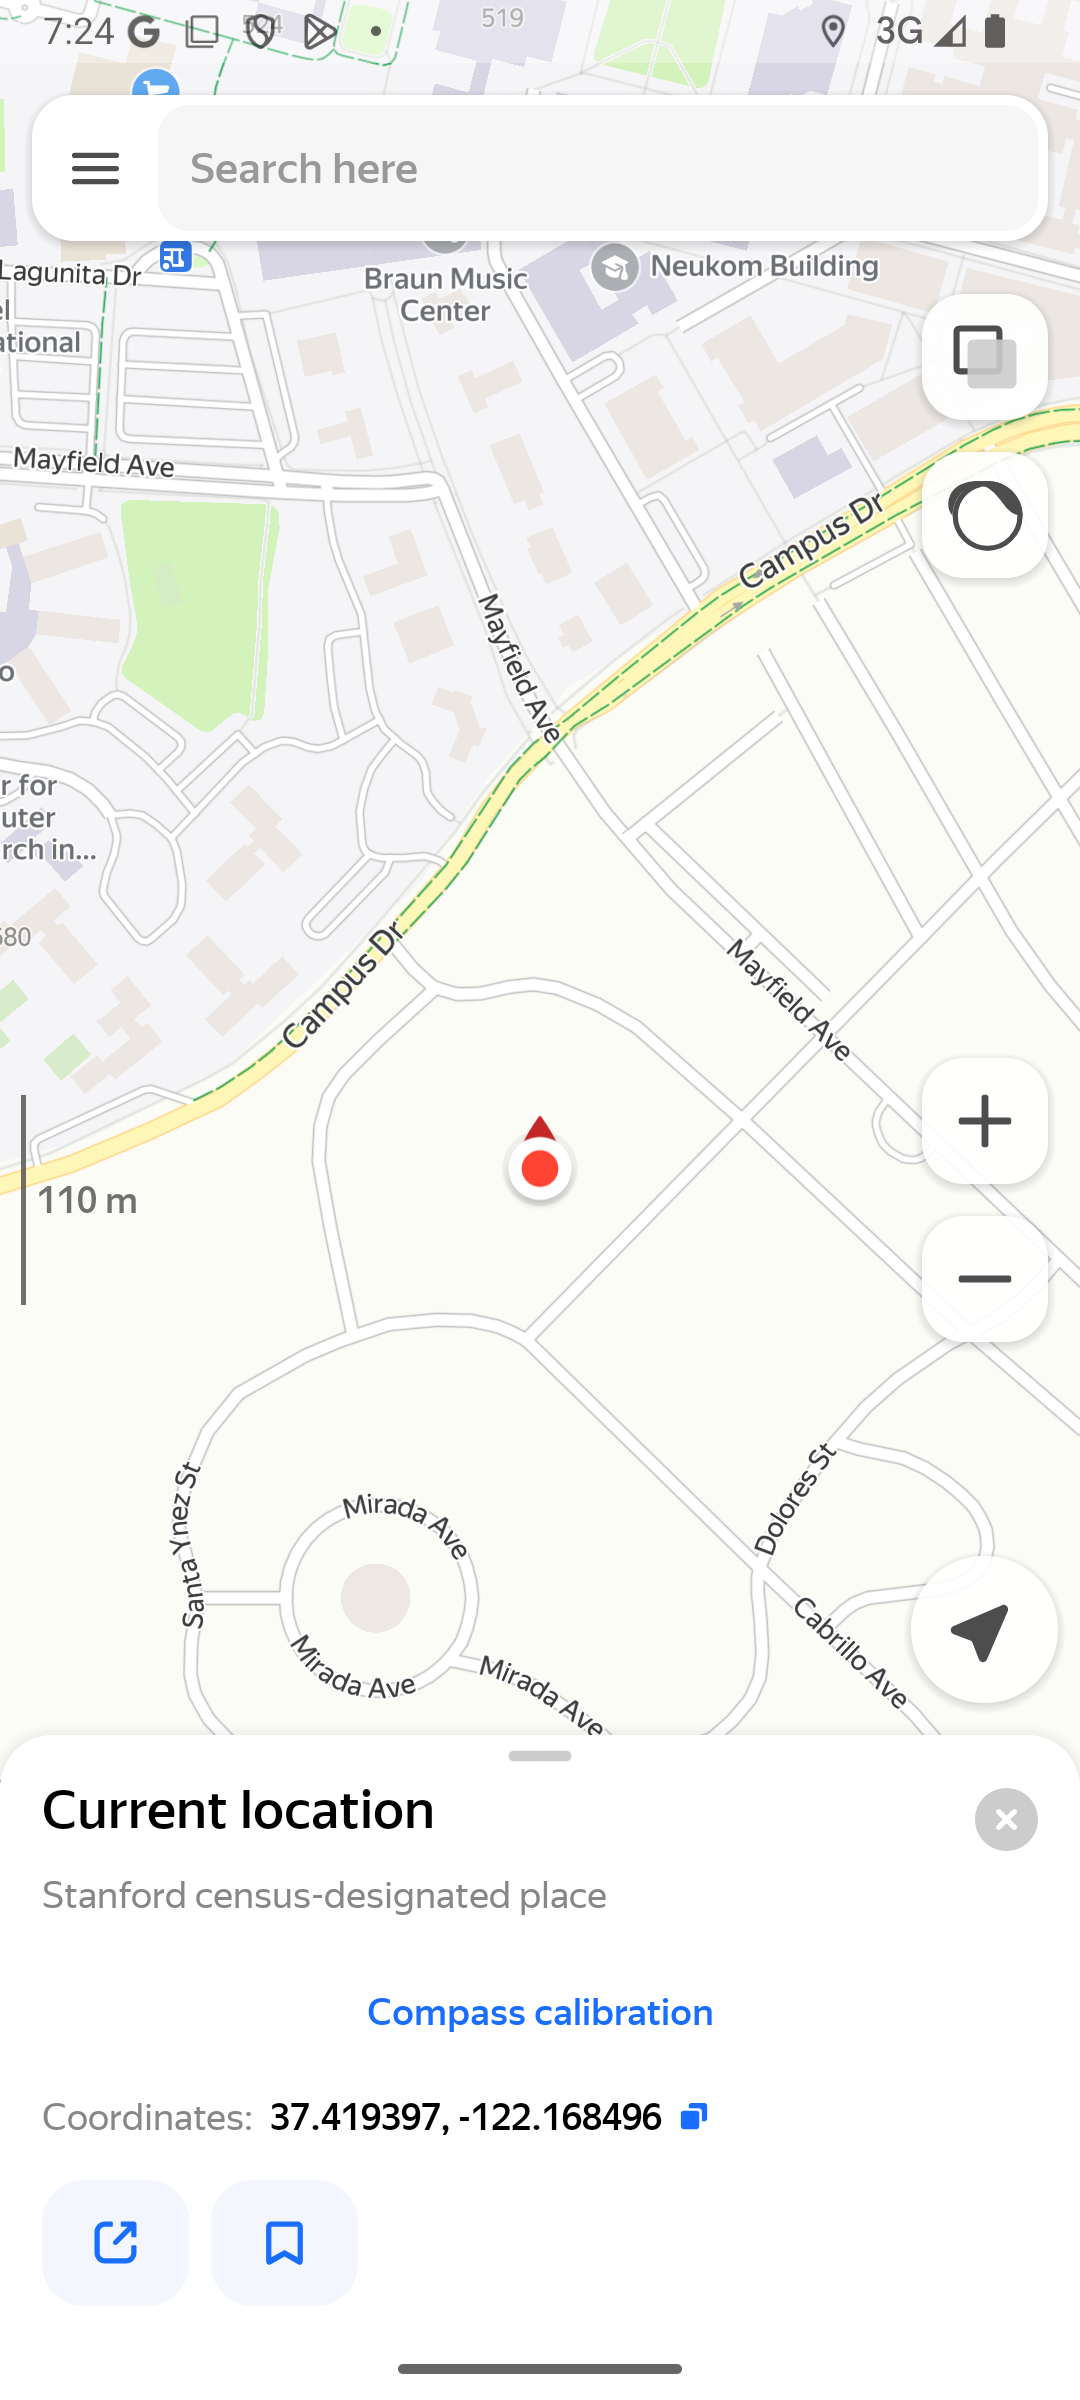 7:24
3G
524
519
Search here
Lagunita Dr
Braun Music
Center
Neukom Building
el
ational
Mayfield Ave
Campus Dr
Mayfield Ave
o
r for
uter
rch in...
680
Campus Dr
Mayfield Ave
110 m
Santa Ynez St
Mirada Ave
Dolores St
Mirada Ave
Mirada Ave
Cabrillo Ave
Current location
Stanford census-designated place
Compass calibration
Coordinates: 37.419397, -122.168496